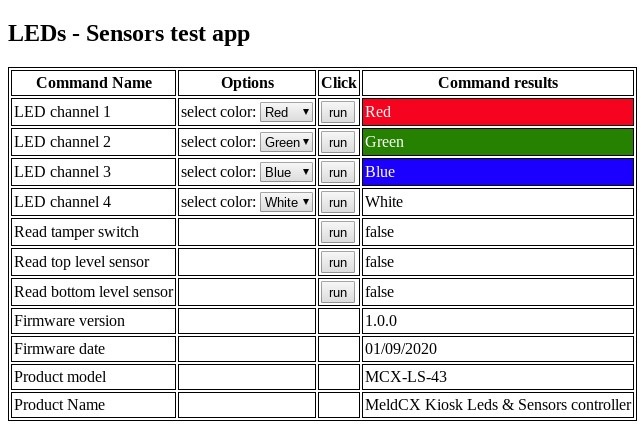 LEDs - Sensors test app
Command Name Options Click Command results
LED channel 1 select color: Red run Red
LED channel 2 select color: Green run Green
LED channel 3 select color: Blue run Blue
LED channel 4 select color: White run White
Read tamper switch run false
Read top level sensor run false
Read bottom level sensor run false
Firmware version 1.0.0
Firmware date 01/09/2020
Product model MCX-LS-43
Product Name MeldCX Kiosk Leds & Sensors controller